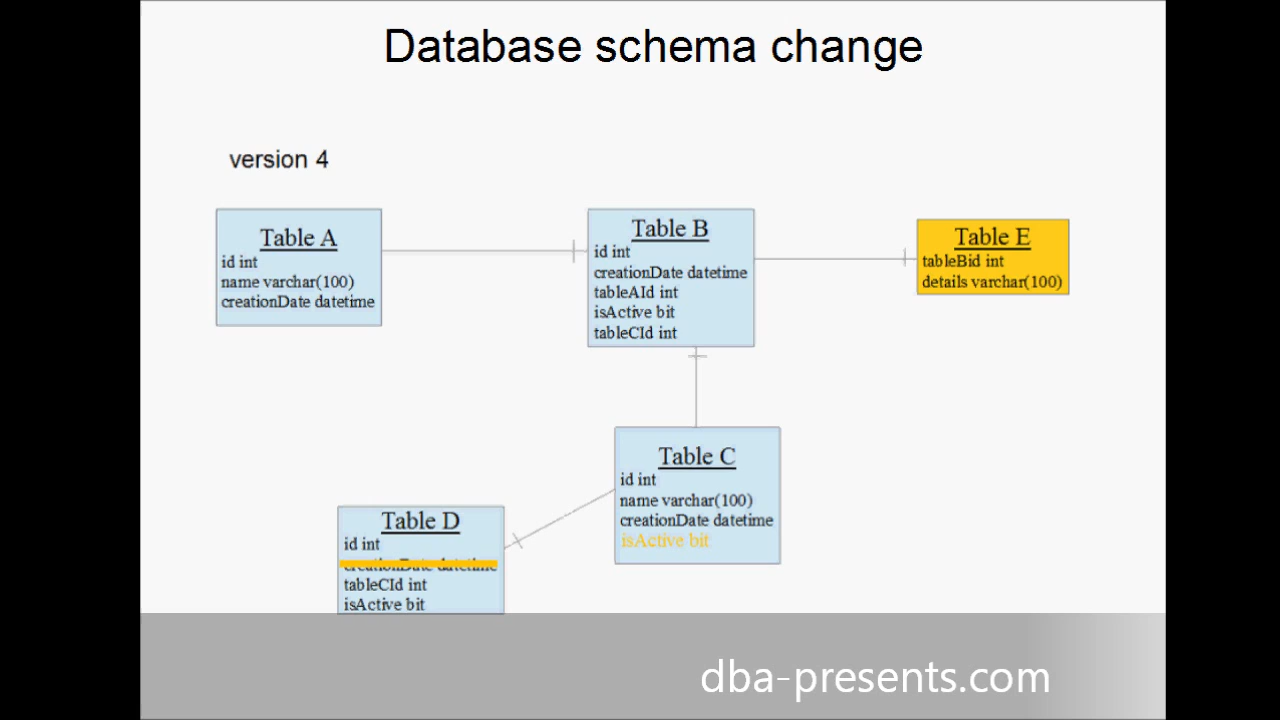 Database schema change
version 4
Table A
id int
name varchar(100)
creationDate datetime
Table B
id int
creationDate datetime
tableAId int
isActive bit
tableCId int
Table E
tableBid int
details varchar(100)
Table C
id int
name varchar(100)
creationDate datetime
isActive bit
Table D
id int
creationDate datetime
tableCId int
isActive bit
dba-presents.com